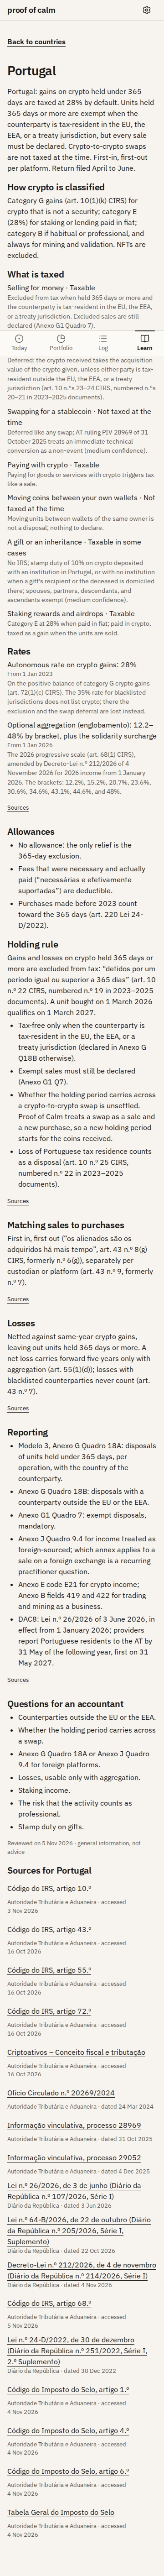 proof of calm
Back to countries
Portugal
Portugal: gains on crypto held under 365
days are taxed at 28% by default. Units held
365 days or more are exempt when the
counterparty is tax-resident in the EU, the
EEA, or a treaty jurisdiction, but every sale
must be declared. Crypto-to-crypto swaps
are not taxed at the time. First-in, first-out
per platform. Return filed April to June.
How crypto is classified
Category G gains (art. 10(1)(k) CIRS) for
crypto that is not a security; category E
(28%) for staking or lending paid in fiat;
category B if habitual or professional, and
always for mining and validation. NFTs are
excluded.
What is taxed
Selling for money · Taxable
Excluded from tax when held 365 days or more and
the counterparty is tax-resident in the EU, the EEA,
or a treaty jurisdiction. Excluded sales are still
declared (Anexo G1 Quadro 7).
Today
Portfolio
Log
Learn
Deferred: the crypto received takes the acquisition
value of the crypto given, unless either party is tax-
resident outside the EU, the EEA, or a treaty
jurisdiction (art. 10 n.ºs 23–24 CIRS, numbered n.ºs
20–21 in 2023–2025 documents).
Swapping for a stablecoin · Not taxed at the
time
Deferred like any swap; AT ruling PIV 28969 of 31
October 2025 treats an immediate technical
conversion as a non-event (medium confidence).
Paying with crypto · Taxable
Paying for goods or services with crypto triggers tax
like a sale.
Moving coins between your own wallets · Not
taxed at the time
Moving units between wallets of the same owner is
not a disposal; nothing to declare.
A gift or an inheritance · Taxable in some
cases
No IRS; stamp duty of 10% on crypto deposited
with an institution in Portugal, or with no institution
when a gift's recipient or the deceased is domiciled
there; spouses, partners, descendants, and
ascendants exempt (medium confidence).
Staking rewards and airdrops · Taxable
Category E at 28% when paid in fiat; paid in crypto,
taxed as a gain when the units are sold.
Rates
Autonomous rate on crypto gains: 28%
From 1 Jan 2023
On the positive balance of category G crypto gains
(art. 72(1)(c) CIRS). The 35% rate for blacklisted
jurisdictions does not list crypto; there the
exclusion and the swap deferral are lost instead.
Optional aggregation (englobamento): 12.2–
48% by bracket, plus the solidarity surcharge
From 1 Jan 2026
The 2026 progressive scale (art. 68(1) CIRS),
amended by Decreto-Lei n.º 212/2026 of 4
November 2026 for 2026 income from 1 January
2026. The brackets: 12.2%, 15.2%, 20.7%, 23.6%,
30.6%, 34.6%, 43.1%, 44.6%, and 48%.
Sources
Allowances
• No allowance: the only relief is the
365-day exclusion.
• Fees that were necessary and actually
paid (“necessárias e efetivamente
suportadas”) are deductible.
• Purchases made before 2023 count
toward the 365 days (art. 220 Lei 24-
D/2022).
Holding rule
Gains and losses on crypto held 365 days or
more are excluded from tax: “detidos por um
período igual ou superior a 365 dias” (art. 10
n.º 22 CIRS, numbered n.º 19 in 2023–2025
documents). A unit bought on 1 March 2026
qualifies on 1 March 2027.
• Tax-free only when the counterparty is
tax-resident in the EU, the EEA, or a
treaty jurisdiction (declared in Anexo G
Q18B otherwise).
• Exempt sales must still be declared
(Anexo G1 Q7).
• Whether the holding period carries across
a crypto-to-crypto swap is unsettled.
Proof of Calm treats a swap as a sale and
a new purchase, so a new holding period
starts for the coins received.
• Loss of Portuguese tax residence counts
as a disposal (art. 10 n.º 25 CIRS,
numbered n.º 22 in 2023–2025
documents).
Sources
Matching sales to purchases
First in, first out (“os alienados são os
adquiridos há mais tempo”, art. 43 n.º 8(g)
CIRS, formerly n.º 6(g)), separately per
custodian or platform (art. 43 n.º 9, formerly
n.º 7).
Sources
Losses
Netted against same-year crypto gains,
leaving out units held 365 days or more. A
net loss carries forward five years only with
aggregation (art. 55(1)(d)); losses with
blacklisted counterparties never count (art.
43 n.º 7).
Sources
Reporting
• Modelo 3, Anexo G Quadro 18A: disposals
of units held under 365 days, per
operation, with the country of the
counterparty.
• Anexo G Quadro 18B: disposals with a
counterparty outside the EU or the EEA.
• Anexo G1 Quadro 7: exempt disposals,
mandatory.
• Anexo J Quadro 9.4 for income treated as
foreign-sourced; which annex applies to a
sale on a foreign exchange is a recurring
practitioner question.
• Anexo E code E21 for crypto income;
Anexo B fields 419 and 422 for trading
and mining as a business.
• DAC8: Lei n.º 26/2026 of 3 June 2026, in
effect from 1 January 2026; providers
report Portuguese residents to the AT by
31 May of the following year, first on 31
May 2027.
Sources
Questions for an accountant
• Counterparties outside the EU or the EEA.
• Whether the holding period carries across
a swap.
• Anexo G Quadro 18A or Anexo J Quadro
9.4 for foreign platforms.
• Losses, usable only with aggregation.
• Staking income.
• The risk that the activity counts as
professional.
• Stamp duty on gifts.
Reviewed on 5 Nov 2026 · general information, not
advice
Sources for Portugal
Código do IRS, artigo 10.º
Autoridade Tributária e Aduaneira · accessed
3 Nov 2026
Código do IRS, artigo 43.º
Autoridade Tributária e Aduaneira · accessed
16 Oct 2026
Código do IRS, artigo 55.º
Autoridade Tributária e Aduaneira · accessed
16 Oct 2026
Código do IRS, artigo 72.º
Autoridade Tributária e Aduaneira · accessed
16 Oct 2026
Criptoativos – Conceito fiscal e tributação
Autoridade Tributária e Aduaneira · accessed
16 Oct 2026
Ofício Circulado n.º 20269/2024
Autoridade Tributária e Aduaneira · dated 24 Mar 2024
Informação vinculativa, processo 28969
Autoridade Tributária e Aduaneira · dated 31 Oct 2025
Informação vinculativa, processo 29052
Autoridade Tributária e Aduaneira · dated 4 Dec 2025
Lei n.º 26/2026, de 3 de junho (Diário da
República n.º 107/2026, Série I)
Diário da República · dated 3 Jun 2026
Lei n.º 64-B/2026, de 22 de outubro (Diário
da República n.º 205/2026, Série I,
Suplemento)
Diário da República · dated 22 Oct 2026
Decreto-Lei n.º 212/2026, de 4 de novembro
(Diário da República n.º 214/2026, Série I)
Diário da República · dated 4 Nov 2026
Código do IRS, artigo 68.º
Autoridade Tributária e Aduaneira · accessed
5 Nov 2026
Lei n.º 24-D/2022, de 30 de dezembro
(Diário da República n.º 251/2022, Série I,
2.º Suplemento)
Diário da República · dated 30 Dec 2022
Código do Imposto do Selo, artigo 1.º
Autoridade Tributária e Aduaneira · accessed
4 Nov 2026
Código do Imposto do Selo, artigo 4.º
Autoridade Tributária e Aduaneira · accessed
4 Nov 2026
Código do Imposto do Selo, artigo 6.º
Autoridade Tributária e Aduaneira · accessed
4 Nov 2026
Tabela Geral do Imposto do Selo
Autoridade Tributária e Aduaneira · accessed
4 Nov 2026